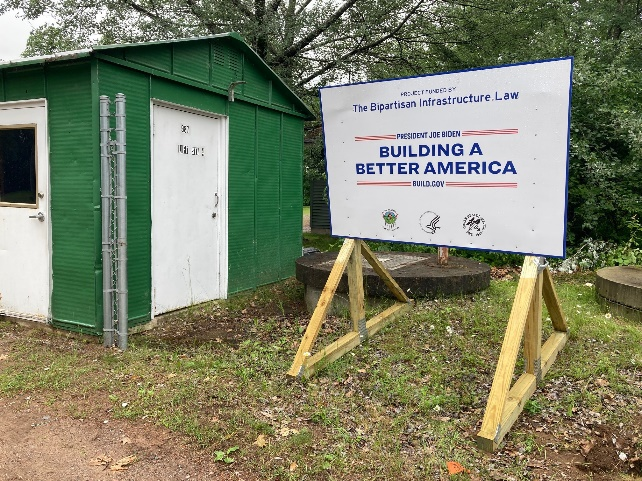 PROJECT FUNDED BY
The Bipartisan Infrastructure Law
PRESIDENT JOE BIDEN
BUILDING A
BETTER AMERICA
BUILD.GOV